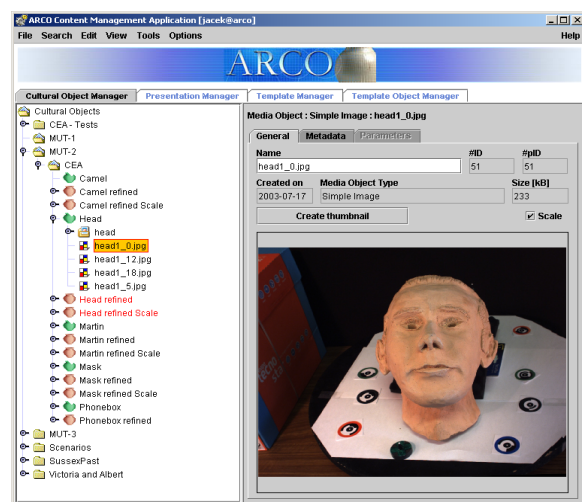 ARCO Content Management Application [jacek@arco]
File Search Edit View Tools Options Help
ARCO
Cultural Object Manager Presentation Manager Template Manager Template Object Manager
Cultural Objects
CEA - Tests
MUT-1
MUT-2
CEA
Camel
Camel refined
Camel refined Scale
Head
head
head1_0.jpg
head1_12.jpg
head1_18.jpg
head1_5.jpg
Head refined
Head refined Scale
Martin
Martin refined
Martin refined Scale
Mask
Mask refined
Mask refined Scale
Phonebox
Phonebox refined
MUT-3
Scenarios
SussexPast
Victoria and Albert
Media Object : Simple Image : head1_0.jpg
General Metadata Parameters
Name #ID #pID
head1_0.jpg 51 51
Created on Media Object Type Size [kB]
2003-07-17 Simple Image 233
Create thumbnail Scale